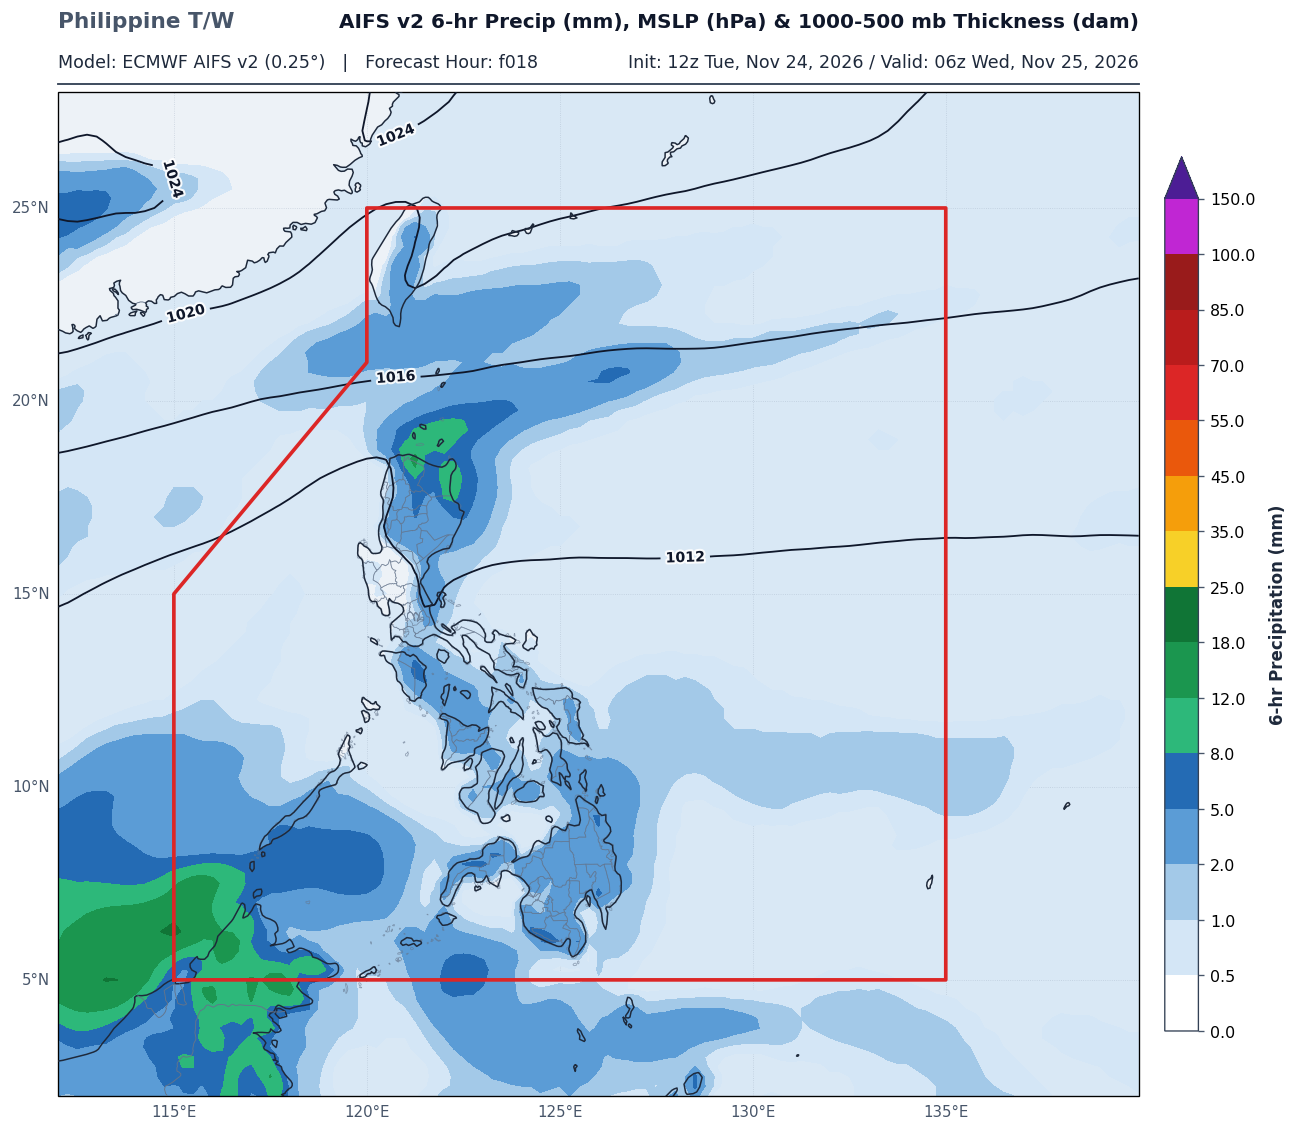 Philippine T/W
AIFS v2 6-hr Precip (mm), MSLP (hPa) & 1000-500 mb Thickness (dam)
Model: ECMWF AIFS v2 (0.25°) | Forecast Hour: f018
Init: 12z Tue, Nov 24, 2026 / Valid: 06z Wed, Nov 25, 2026
1024
1024
1020
1016
1012
25°N
20°N
15°N
10°N
5°N
115°E
120°E
125°E
130°E
135°E
150.0
100.0
85.0
70.0
55.0
45.0
35.0
25.0
18.0
12.0
8.0
5.0
2.0
1.0
0.5
0.0
6-hr Precipitation (mm)